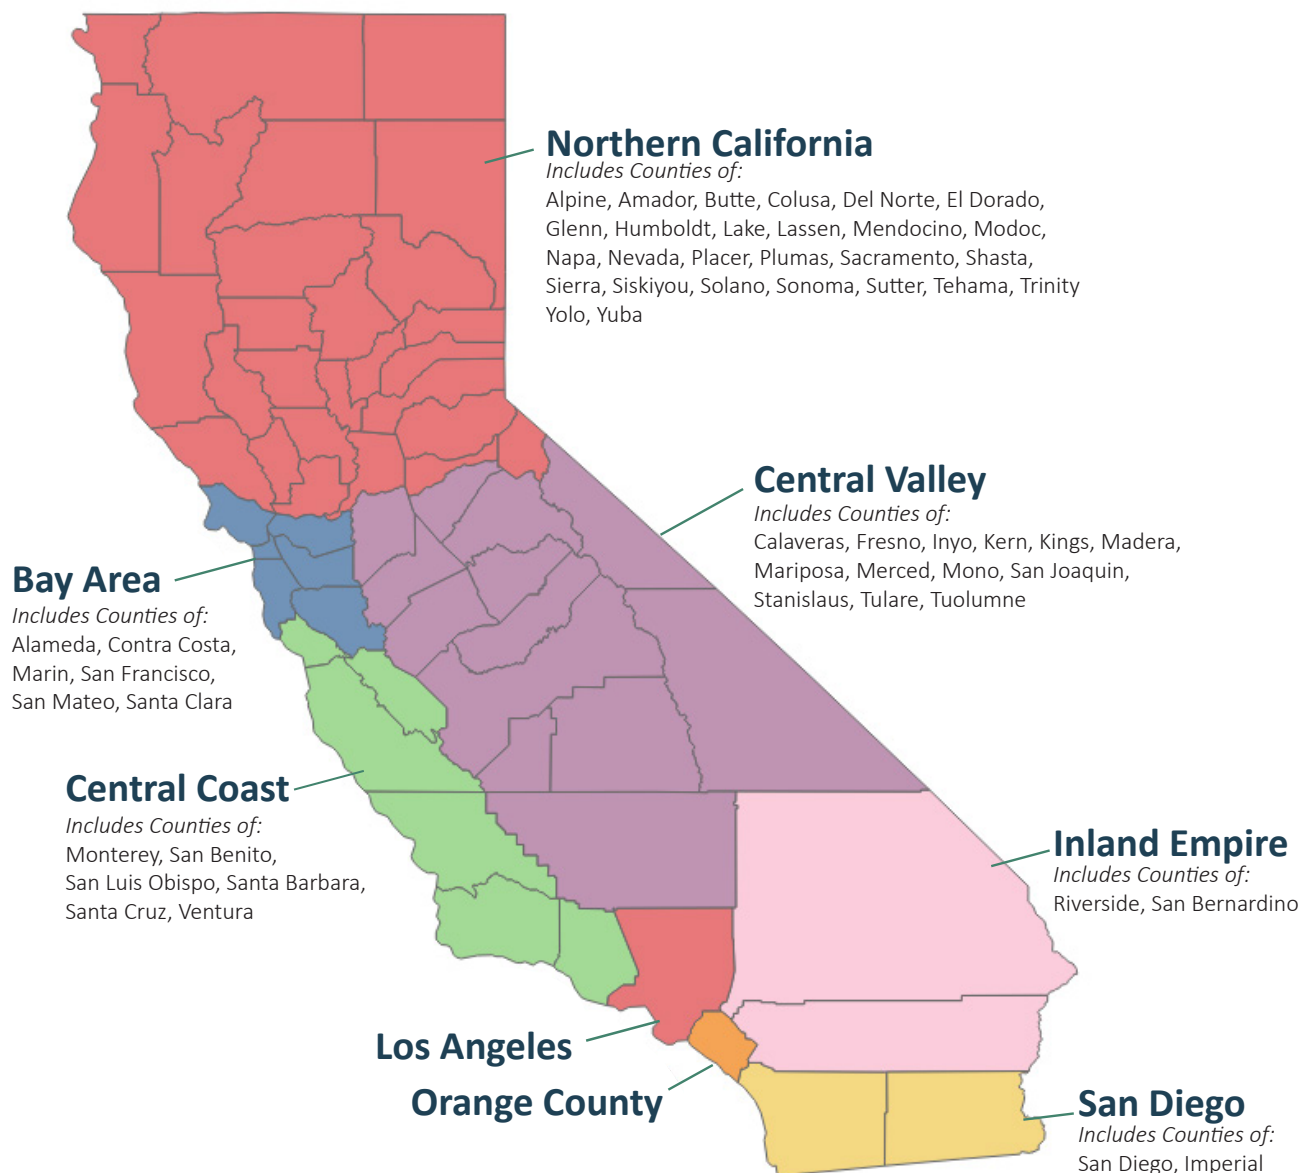 Northern California
Includes Counties of:
Alpine, Amador, Butte, Colusa, Del Norte, El Dorado,
Glenn, Humboldt, Lake, Lassen, Mendocino, Modoc,
Napa, Nevada, Placer, Plumas, Sacramento, Shasta,
Sierra, Siskiyou, Solano, Sonoma, Sutter, Tehama, Trinity
Yolo, Yuba
Central Valley
Includes Counties of:
Calaveras, Fresno, Inyo, Kern, Kings, Madera,
Mariposa, Merced, Mono, San Joaquin,
Stanislaus, Tulare, Tuolumne
Bay Area
Includes Counties of:
Alameda, Contra Costa,
Marin, San Francisco,
San Mateo, Santa Clara
Central Coast
Includes Counties of:
Monterey, San Benito,
San Luis Obispo, Santa Barbara,
Santa Cruz, Ventura
Inland Empire
Includes Counties of:
Riverside, San Bernardino
Los Angeles
Orange County
San Diego
Includes Counties of:
San Diego, Imperial